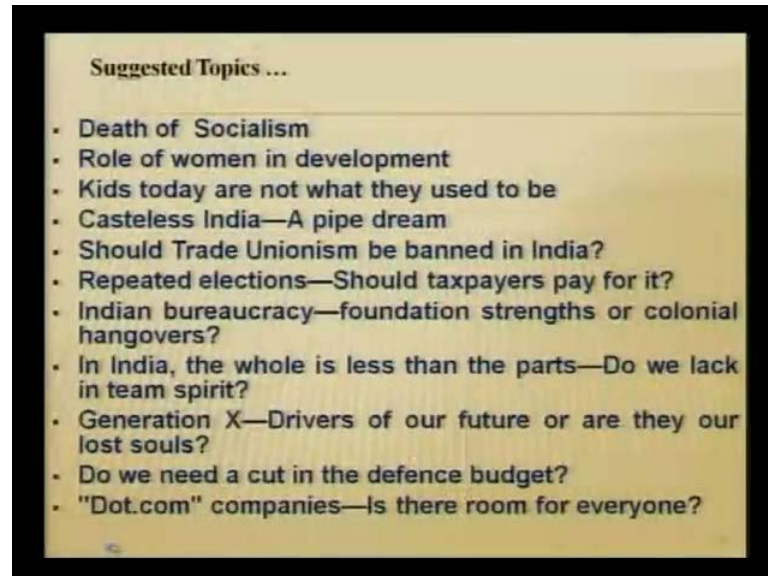 Suggested Topics ...
▪ Death of Socialism
▪ Role of women in development
▪ Kids today are not what they used to be
▪ Casteless India—A pipe dream
▪ Should Trade Unionism be banned in India?
▪ Repeated elections—Should taxpayers pay for it?
▪ Indian bureaucracy—foundation strengths or colonial
hangovers?
▪ In India, the whole is less than the parts—Do we lack
in team spirit?
▪ Generation X—Drivers of our future or are they our
lost souls?
▪ Do we need a cut in the defence budget?
▪ "Dot.com" companies—Is there room for everyone?